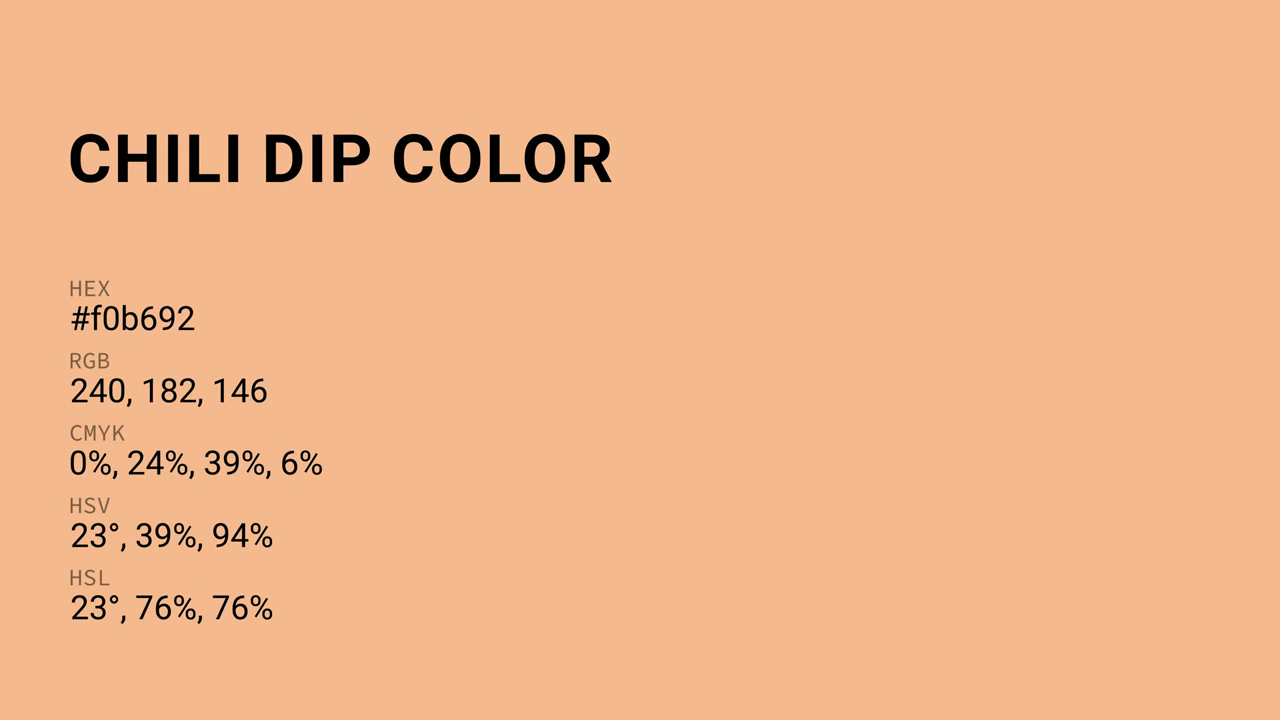 CHILI DIP COLOR
HEX
#f0b692
RGB
240, 182, 146
CMYK
0%, 24%, 39%, 6%
HSV
23°, 39%, 94%
HSL
23°, 76%, 76%